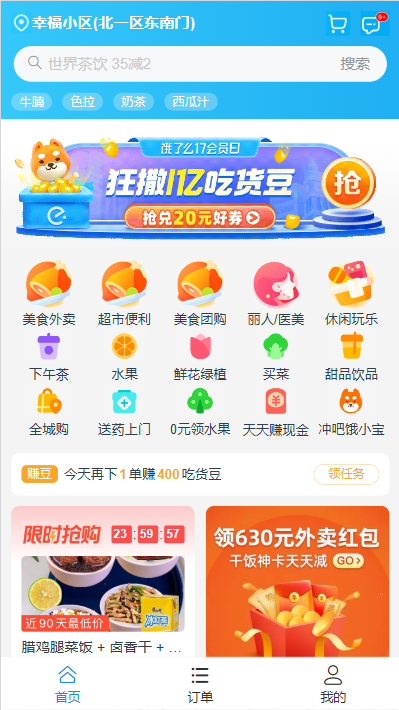 幸福小区(北一区东南门)
9+
世界茶饮 35减2
搜索
牛腩 色拉 奶茶 西瓜汁
饿了么17会员日
狂撒1亿吃货豆
抢
抢兑20元好券
美食外卖 超市便利 美食团购 丽人/医美 休闲玩乐
下午茶 水果 鲜花绿植 买菜 甜品饮品
全城购 送药上门 0元领水果 天天赚现金 冲吧饿小宝
赚豆 今天再下1单赚400吃货豆 领任务
限时抢购 23:59:57
近90天最低价
腊鸡腿菜饭 + 卤香干 + ...
领630元外卖红包
干饭神卡天天减 GO>
首页 订单 我的